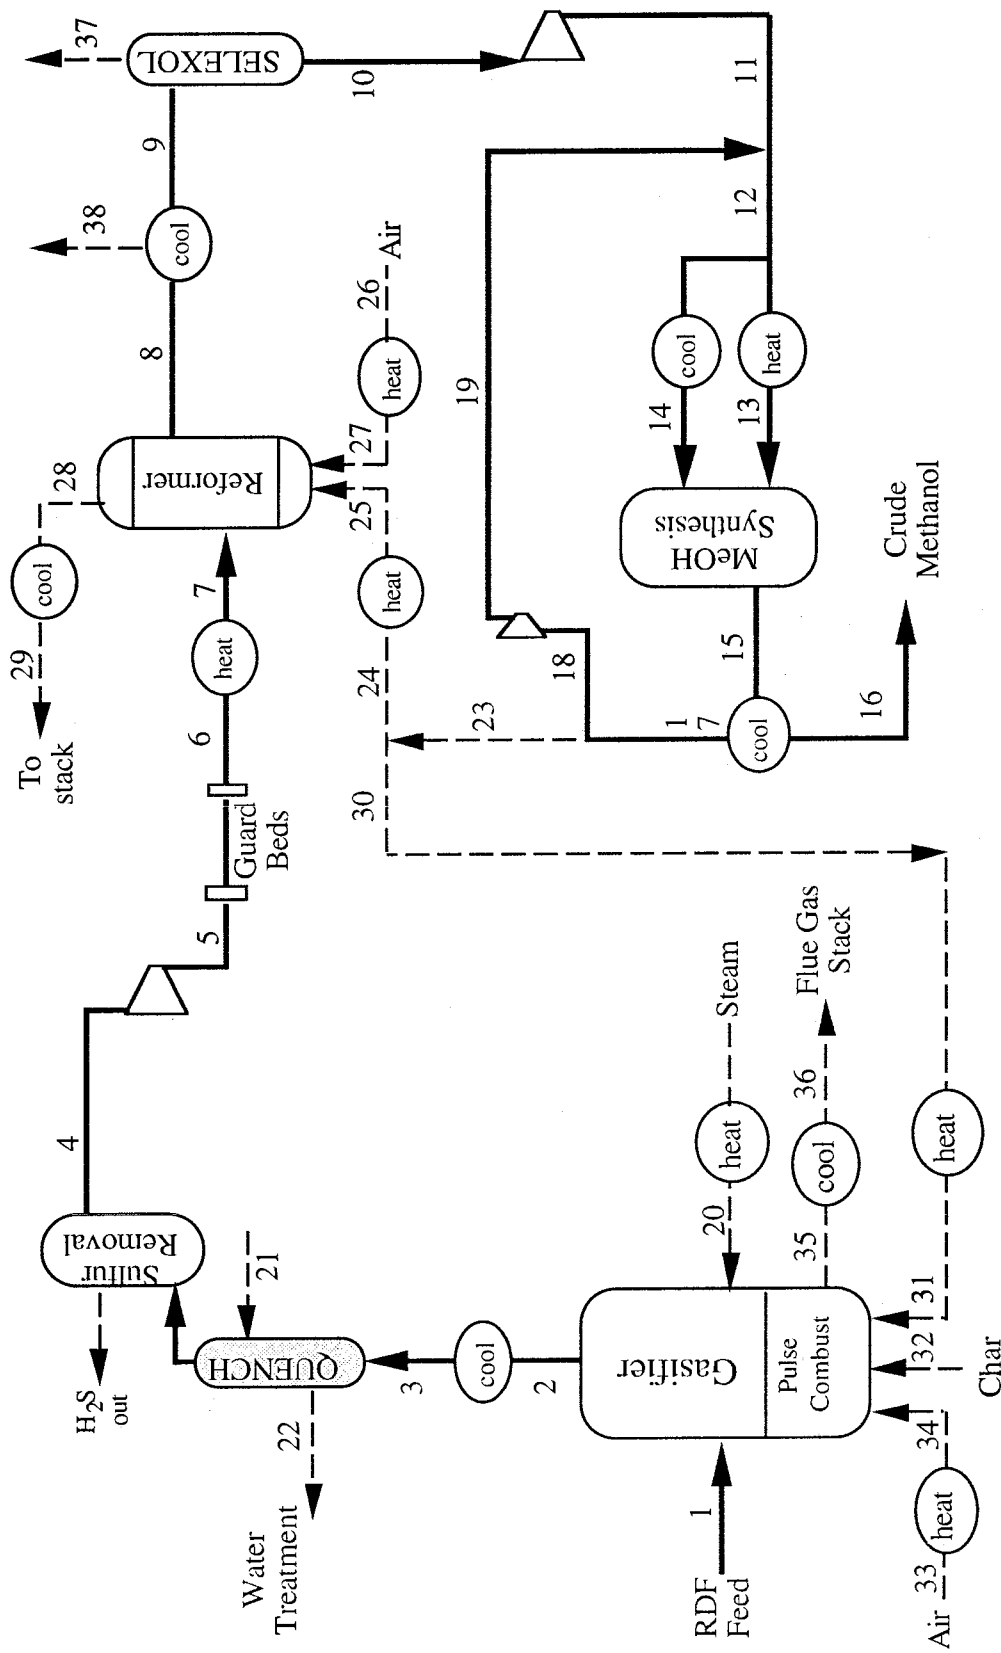 37
SELEXOL
10
11
9
38
cool
8
12
Air
26
heat
27
25
19
cool
14
heat
13
28
Reformer
cool
29
To
stack
7
heat
6
heat
24
23
30
Guard
Beds
5
MeOH
Synthesis
15
18
1
7
cool
16
Crude
Methanol
4
Sulfur
Removal
H2S
out
21
QUENCH
22
Water
Treatment
3
cool
2
Steam
heat
20
Flue Gas
Stack
36
cool
35
heat
31
Gasifier
Pulse
Combust
32
Char
34
heat
33
Air
1
RDF
Feed